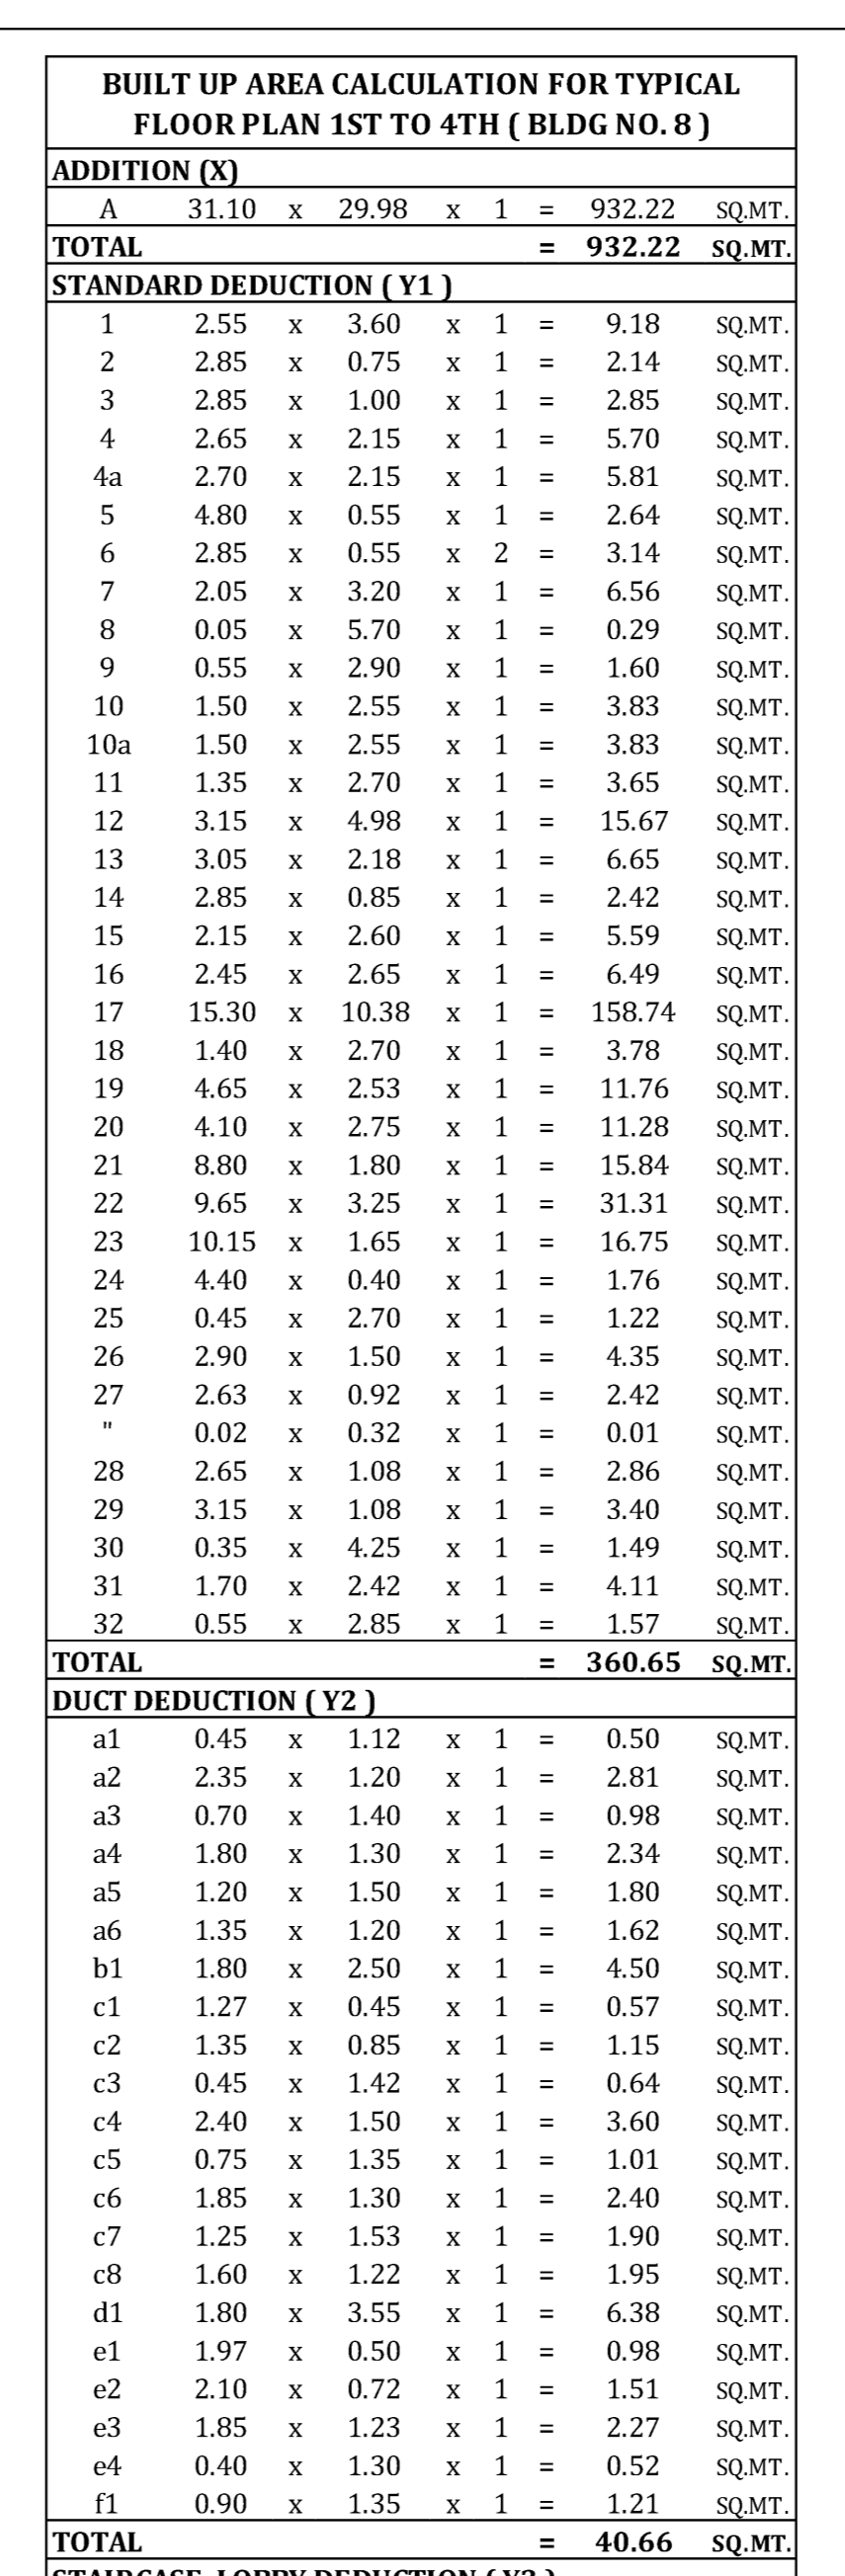 BUILT UP AREA CALCULATION FOR TYPICAL
FLOOR PLAN 1ST TO 4TH ( BLDG NO. 8 )
ADDITION (X)
A 31.10 x 29.98 x 1 = 932.22 SQ.MT.
TOTAL = 932.22 SQ.MT.
STANDARD DEDUCTION ( Y1 )
1 2.55 x 3.60 x 1 = 9.18 SQ.MT.
2 2.85 x 0.75 x 1 = 2.14 SQ.MT.
3 2.85 x 1.00 x 1 = 2.85 SQ.MT.
4 2.65 x 2.15 x 1 = 5.70 SQ.MT.
4a 2.70 x 2.15 x 1 = 5.81 SQ.MT.
5 4.80 x 0.55 x 1 = 2.64 SQ.MT.
6 2.85 x 0.55 x 2 = 3.14 SQ.MT.
7 2.05 x 3.20 x 1 = 6.56 SQ.MT.
8 0.05 x 5.70 x 1 = 0.29 SQ.MT.
9 0.55 x 2.90 x 1 = 1.60 SQ.MT.
10 1.50 x 2.55 x 1 = 3.83 SQ.MT.
10a 1.50 x 2.55 x 1 = 3.83 SQ.MT.
11 1.35 x 2.70 x 1 = 3.65 SQ.MT.
12 3.15 x 4.98 x 1 = 15.67 SQ.MT.
13 3.05 x 2.18 x 1 = 6.65 SQ.MT.
14 2.85 x 0.85 x 1 = 2.42 SQ.MT.
15 2.15 x 2.60 x 1 = 5.59 SQ.MT.
16 2.45 x 2.65 x 1 = 6.49 SQ.MT.
17 15.30 x 10.38 x 1 = 158.74 SQ.MT.
18 1.40 x 2.70 x 1 = 3.78 SQ.MT.
19 4.65 x 2.53 x 1 = 11.76 SQ.MT.
20 4.10 x 2.75 x 1 = 11.28 SQ.MT.
21 8.80 x 1.80 x 1 = 15.84 SQ.MT.
22 9.65 x 3.25 x 1 = 31.31 SQ.MT.
23 10.15 x 1.65 x 1 = 16.75 SQ.MT.
24 4.40 x 0.40 x 1 = 1.76 SQ.MT.
25 0.45 x 2.70 x 1 = 1.22 SQ.MT.
26 2.90 x 1.50 x 1 = 4.35 SQ.MT.
27 2.63 x 0.92 x 1 = 2.42 SQ.MT.
" 0.02 x 0.32 x 1 = 0.01 SQ.MT.
28 2.65 x 1.08 x 1 = 2.86 SQ.MT.
29 3.15 x 1.08 x 1 = 3.40 SQ.MT.
30 0.35 x 4.25 x 1 = 1.49 SQ.MT.
31 1.70 x 2.42 x 1 = 4.11 SQ.MT.
32 0.55 x 2.85 x 1 = 1.57 SQ.MT.
TOTAL = 360.65 SQ.MT.
DUCT DEDUCTION ( Y2 )
a1 0.45 x 1.12 x 1 = 0.50 SQ.MT.
a2 2.35 x 1.20 x 1 = 2.81 SQ.MT.
a3 0.70 x 1.40 x 1 = 0.98 SQ.MT.
a4 1.80 x 1.30 x 1 = 2.34 SQ.MT.
a5 1.20 x 1.50 x 1 = 1.80 SQ.MT.
a6 1.35 x 1.20 x 1 = 1.62 SQ.MT.
b1 1.80 x 2.50 x 1 = 4.50 SQ.MT.
c1 1.27 x 0.45 x 1 = 0.57 SQ.MT.
c2 1.35 x 0.85 x 1 = 1.15 SQ.MT.
c3 0.45 x 1.42 x 1 = 0.64 SQ.MT.
c4 2.40 x 1.50 x 1 = 3.60 SQ.MT.
c5 0.75 x 1.35 x 1 = 1.01 SQ.MT.
c6 1.85 x 1.30 x 1 = 2.40 SQ.MT.
c7 1.25 x 1.53 x 1 = 1.90 SQ.MT.
c8 1.60 x 1.22 x 1 = 1.95 SQ.MT.
d1 1.80 x 3.55 x 1 = 6.38 SQ.MT.
e1 1.97 x 0.50 x 1 = 0.98 SQ.MT.
e2 2.10 x 0.72 x 1 = 1.51 SQ.MT.
e3 1.85 x 1.23 x 1 = 2.27 SQ.MT.
e4 0.40 x 1.30 x 1 = 0.52 SQ.MT.
f1 0.90 x 1.35 x 1 = 1.21 SQ.MT.
TOTAL = 40.66 SQ.MT.
STAIRCASE, LOBBY DEDUCTION ( Y3 )